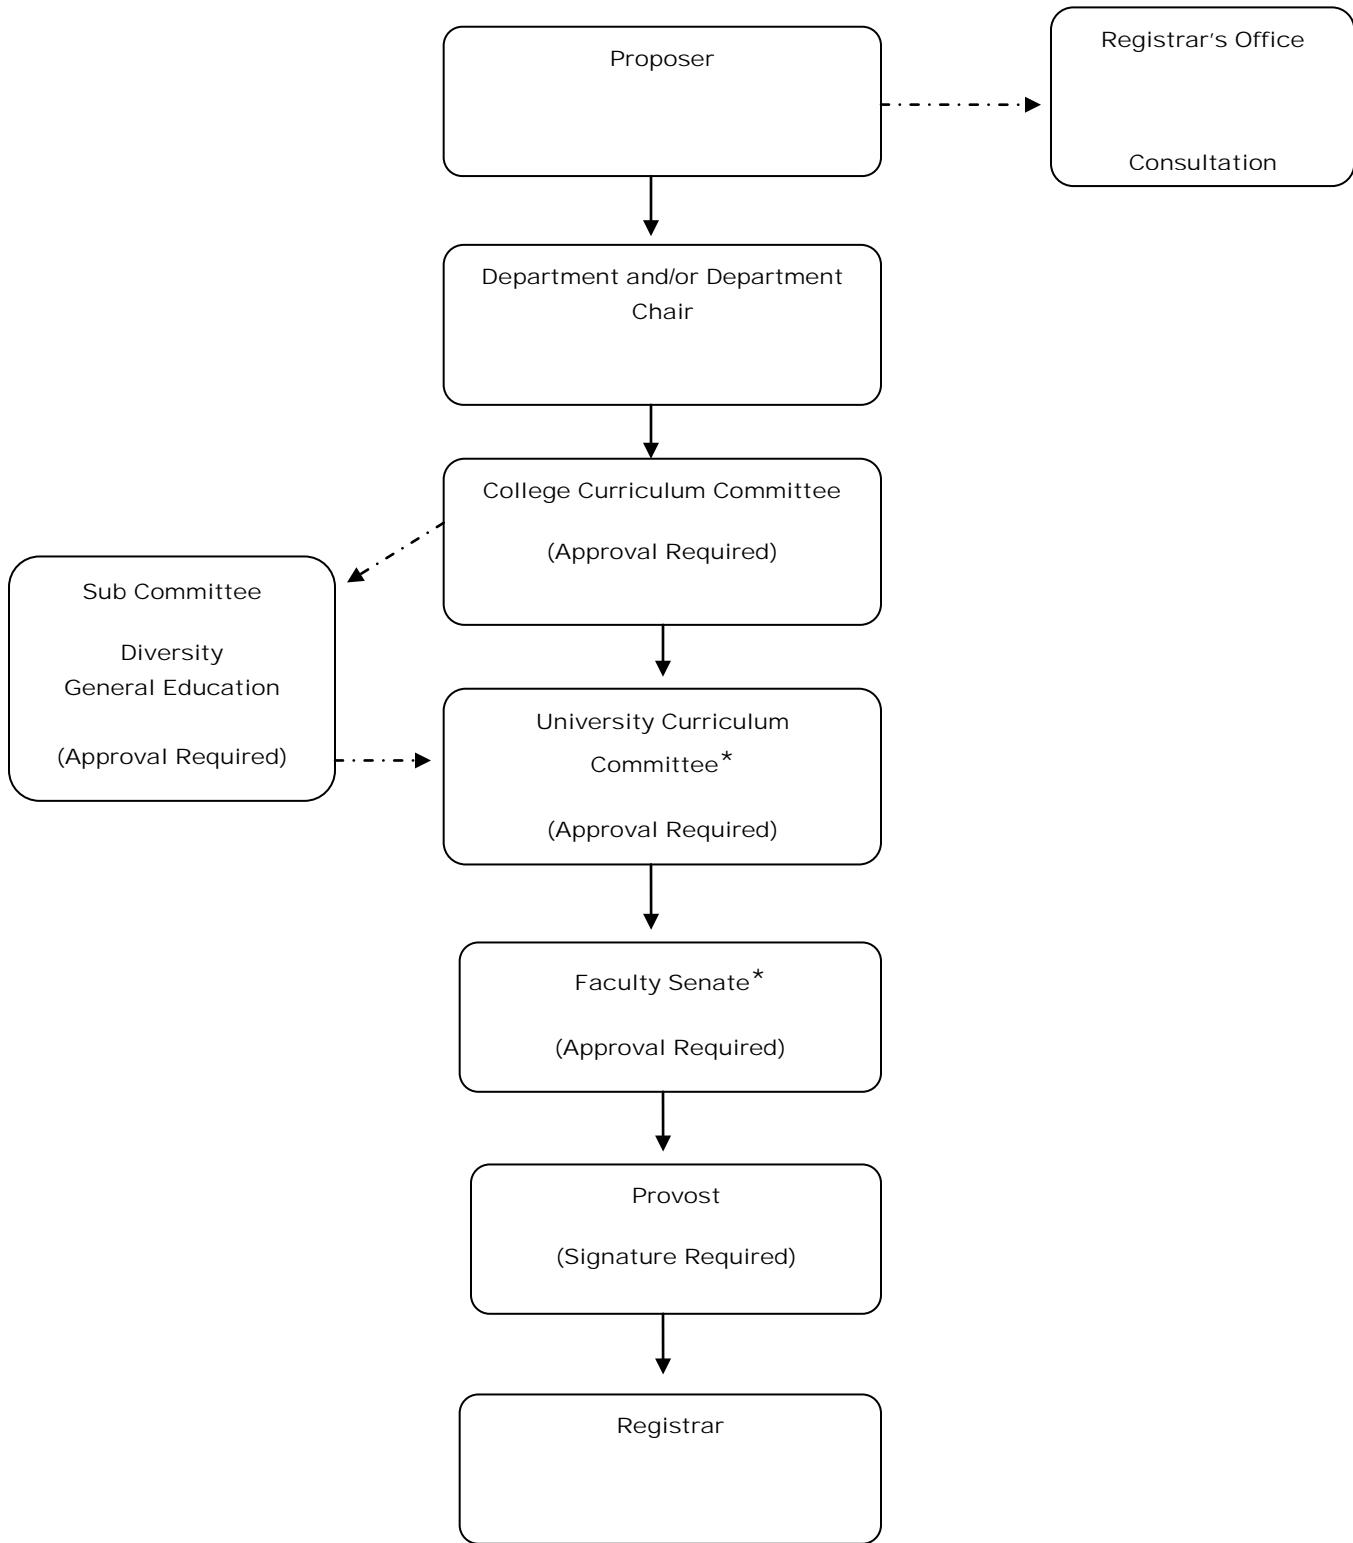 Proposer
Registrar's Office
Consultation
Department and/or Department
Chair
College Curriculum Committee
(Approval Required)
Sub Committee
Diversity
General Education
(Approval Required)
University Curriculum
Committee*
(Approval Required)
Faculty Senate*
(Approval Required)
Provost
(Signature Required)
Registrar